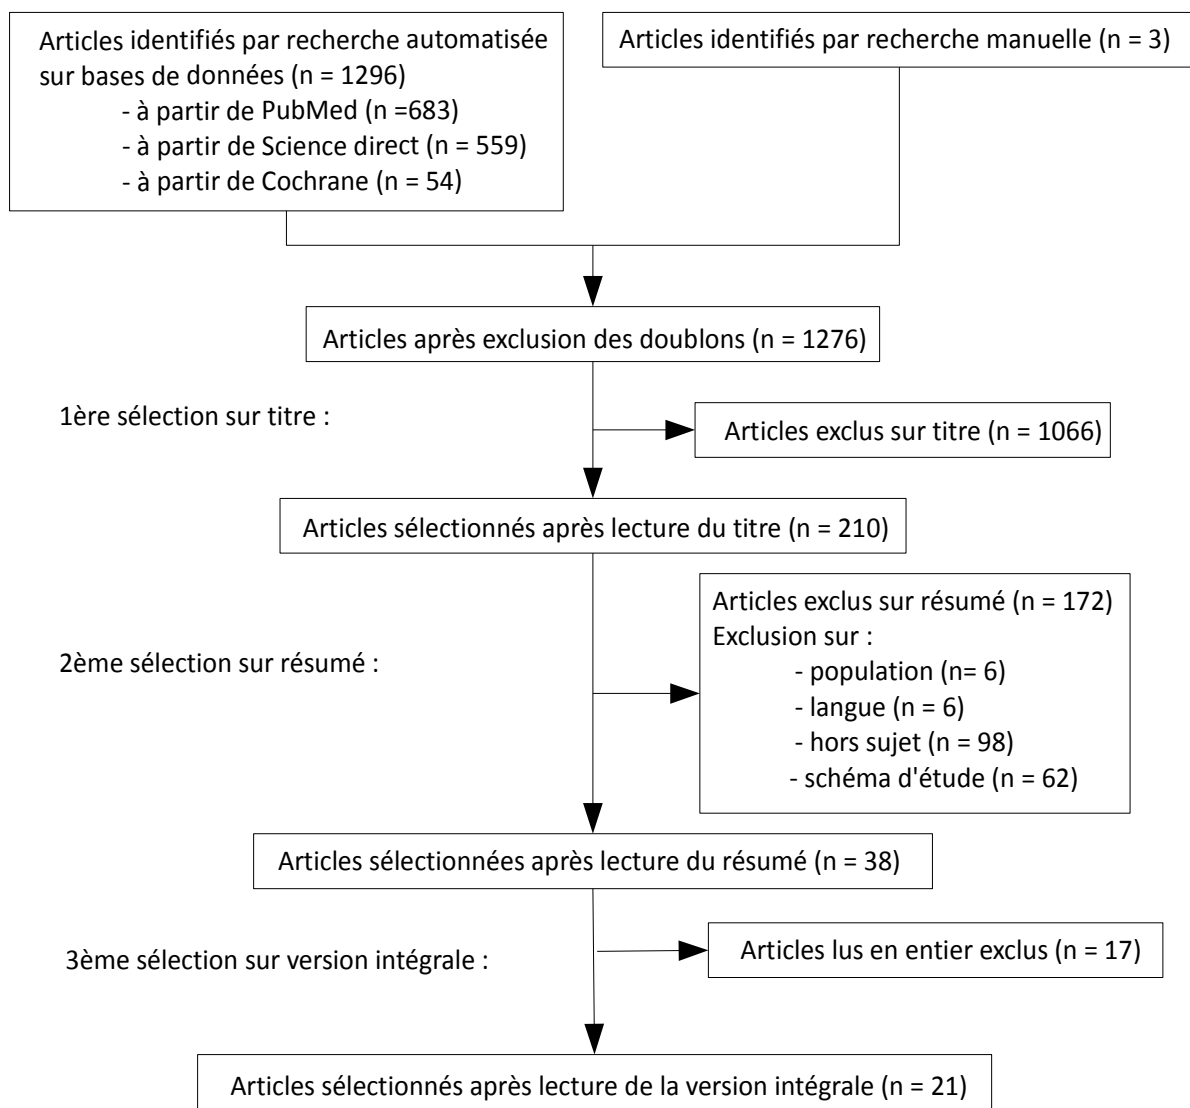 Articles identifiés par recherche automatisée
sur bases de données (n = 1296)
- à partir de PubMed (n =683)
- à partir de Science direct (n = 559)
- à partir de Cochrane (n = 54)
Articles identifiés par recherche manuelle (n = 3)
Articles après exclusion des doublons (n = 1276)
1ère sélection sur titre :
Articles exclus sur titre (n = 1066)
Articles sélectionnés après lecture du titre (n = 210)
2ème sélection sur résumé :
Articles exclus sur résumé (n = 172)
Exclusion sur :
- population (n= 6)
- langue (n = 6)
- hors sujet (n = 98)
- schéma d'étude (n = 62)
Articles sélectionnées après lecture du résumé (n = 38)
3ème sélection sur version intégrale :
Articles lus en entier exclus (n = 17)
Articles sélectionnés après lecture de la version intégrale (n = 21)